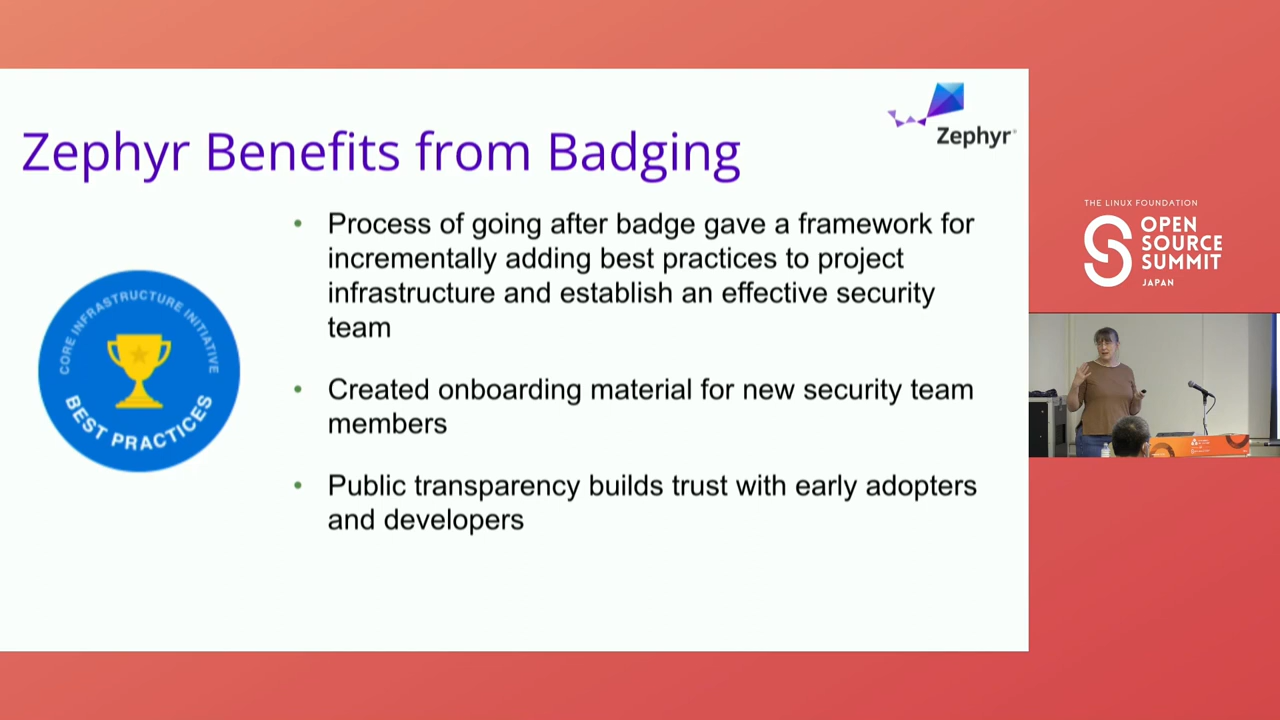 Zephyr Benefits from Badging
Zephyr
CORE INFRASTRUCTURE INITIATIVE
BEST PRACTICES
• Process of going after badge gave a framework for
incrementally adding best practices to project
infrastructure and establish an effective security
team
• Created onboarding material for new security team
members
• Public transparency builds trust with early adopters
and developers
THE LINUX FOUNDATION
OPEN
SOURCE
SUMMIT
JAPAN